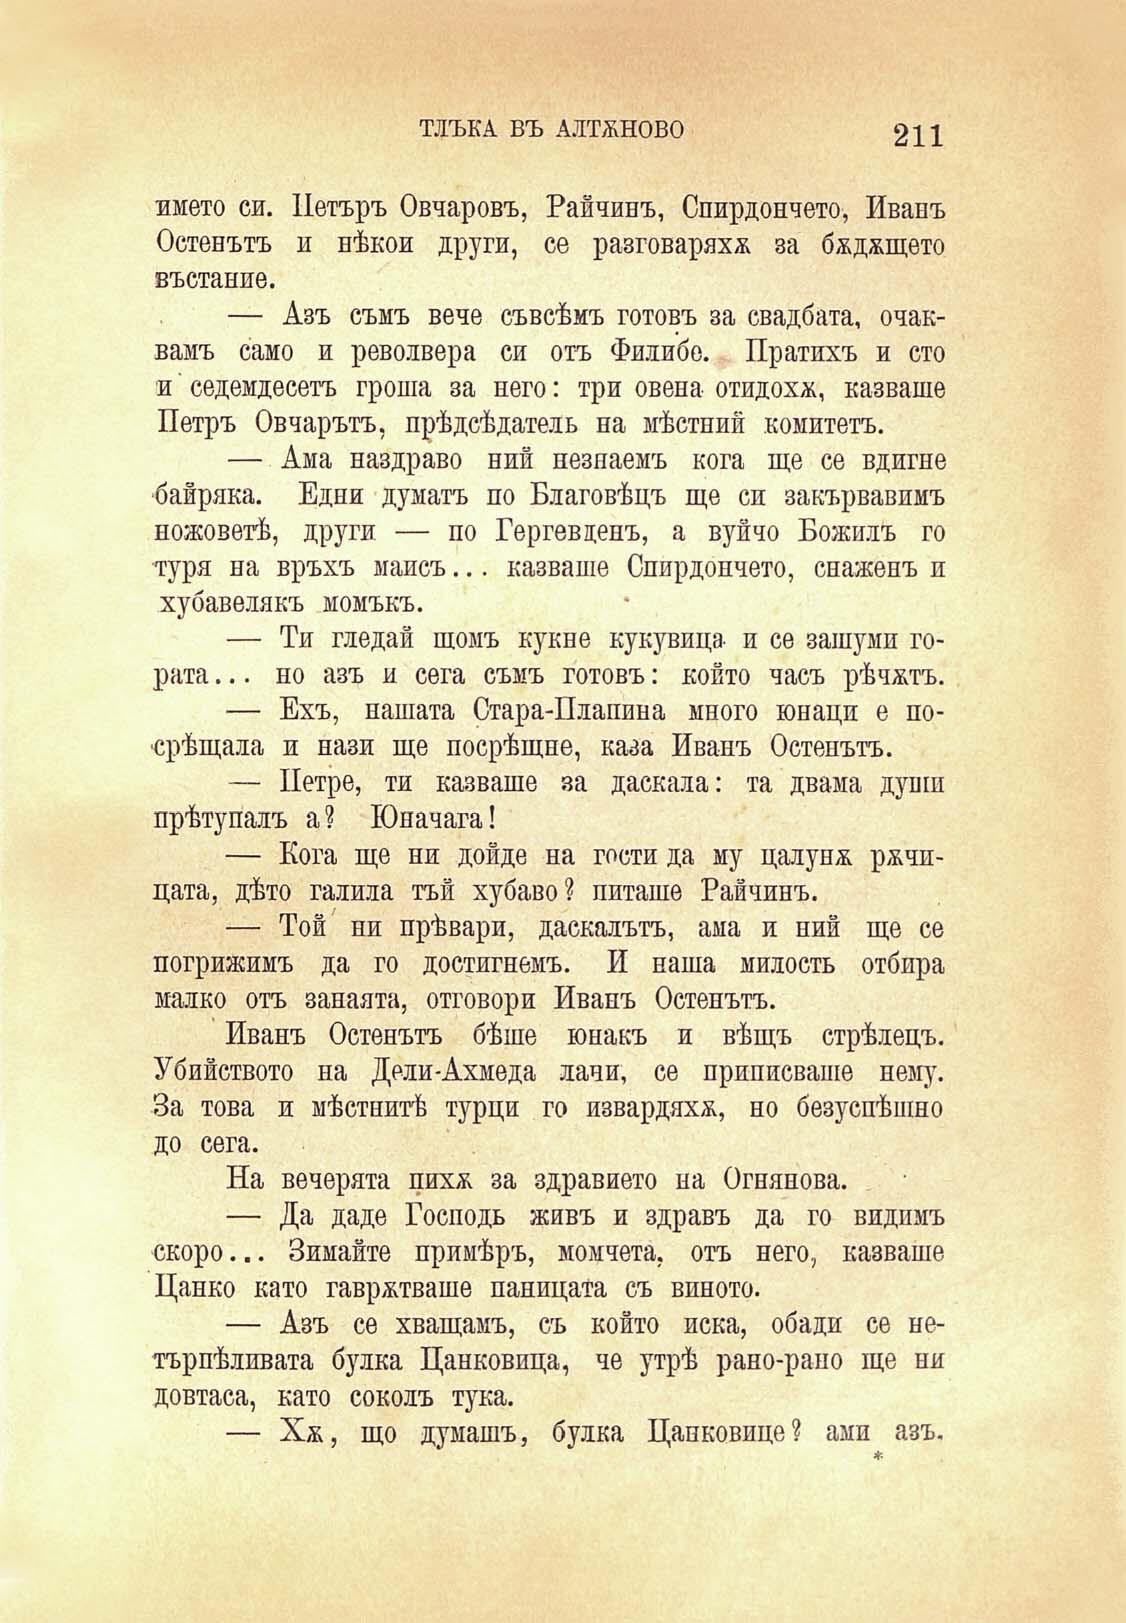 ТЛЪКА ВЪ АЛТѪНОВО 211
името си. Петъръ Овчаровъ, Райчинъ, Спирдончето, Иванъ
Остенътъ и нѣкои други, се разговаряхѫ за бѫдѫщето
въстание.
— Азъ съмъ вече съвсѣмъ готовъ за свадбата, очак-
вамъ само и револвера си отъ Филибе. Пратихъ и сто
и седемдесетъ гроша за него: три овена отидохѫ, казваше
Петръ Овчарътъ, прѣдсѣдатель на мѣстний комитетъ.
— Ама наздраво ний незнаемъ кога ще се вдигне
байряка. Едни думатъ по Благовѣцъ ще си закървавимъ
ножоветѣ, други — по Гергевденъ, а вуйчо Божилъ го
туря на връхъ маисъ... казваше Спирдончето, снаженъ и
хубавелякъ момъкъ.
— Ти гледай щомъ кукне кукувица и се зашуми го-
рата... но азъ и сега съмъ готовъ: който часъ рѣчѫтъ.
— Ехъ, нашата Стара-Плапина много юнаци е по-
срѣщала и нази ще посрѣщне, каза Иванъ Остенътъ.
— Петре, ти казваше за даскала: та двама души
прѣтупалъ а? Юначага!
— Кога ще ни дойде на гости да му цалунѫ рѫчи-
цата, дѣто галила тъй хубаво? питаше Райчинъ.
— Той ни прѣвари, даскалътъ, ама и ний ще се
погрижимъ да го достигнемъ. И наша милость отбира
малко отъ занаята, отговори Иванъ Остенътъ.
Иванъ Остенътъ бѣше юнакъ и вѣщъ стрѣлецъ.
Убийството на Дели-Ахмеда лачи, се приписваше нему.
За това и мѣстнитѣ турци го извардяхѫ, но безуспѣшно
до сега.
На вечерята пихѫ за здравието на Огнянова.
— Да даде Господь живъ и здравъ да го видимъ
скоро... Зимайте примѣръ, момчета, отъ него, казваше
Цанко като гаврѫтваше паницата съ виното.
— Азъ се хващамъ, съ който иска, обади се не-
търпѣливата булка Цанковица, че утрѣ рано-рано ще ни
довтаса, като соколъ тука.
— Хѫ, що думашъ, булка Цанковице? ами азъ.
*